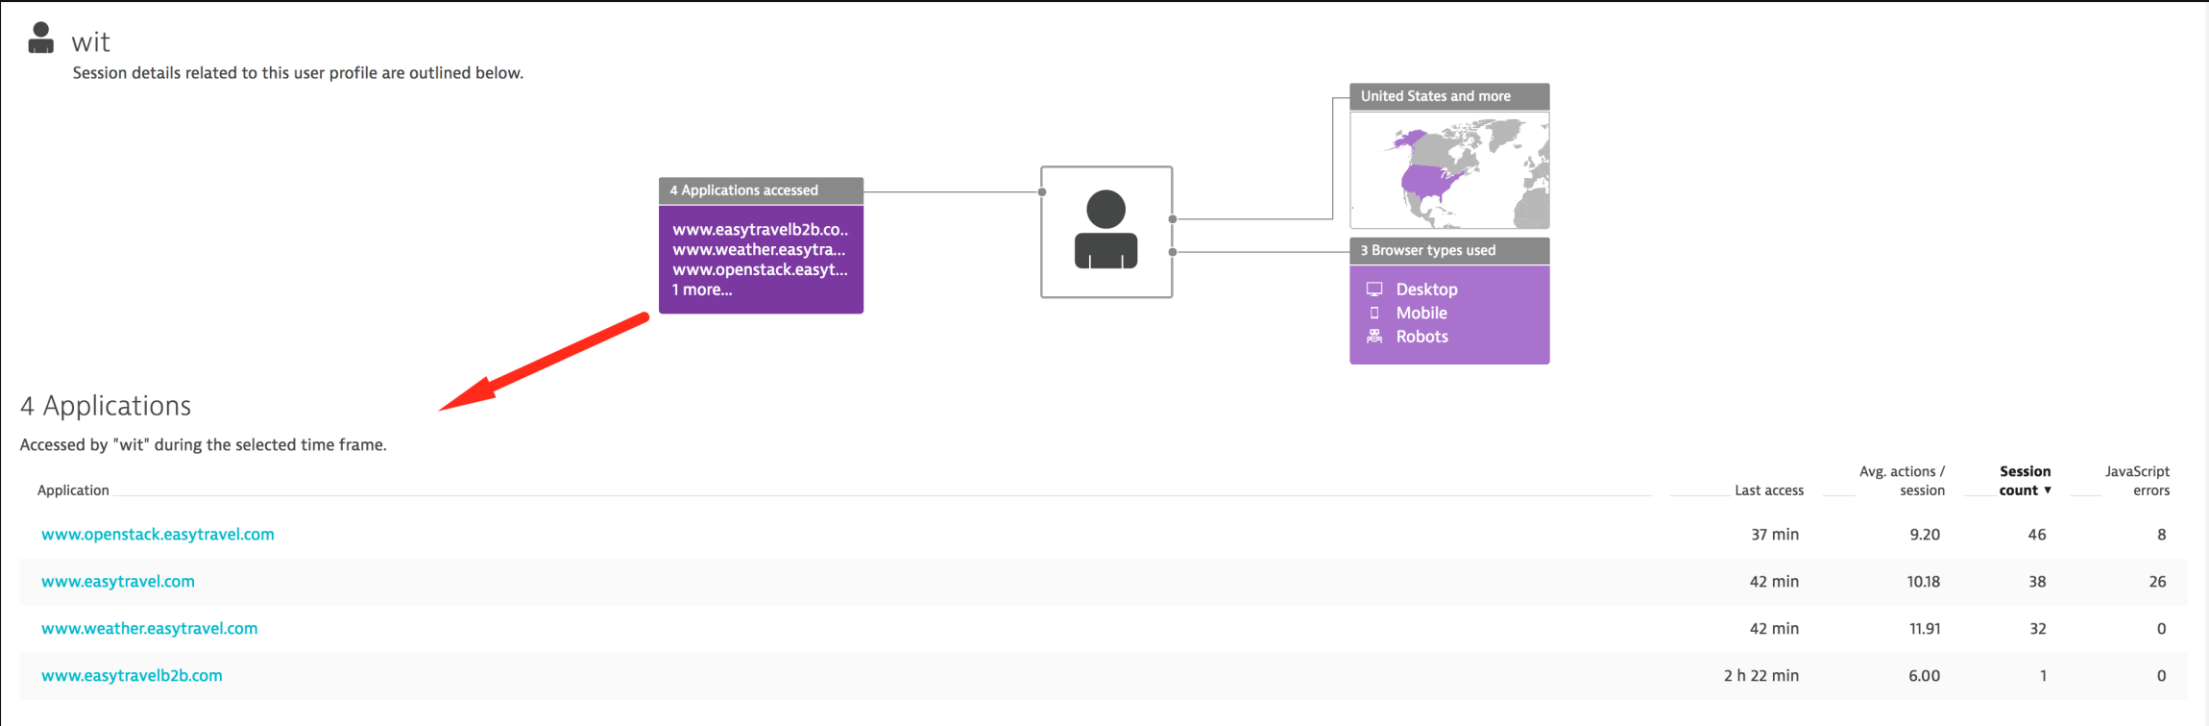 wit
Session details related to this user profile are outlined below.
United States and more
4 Applications accessed
www.easytravelb2b.co..
www.weather.easytra...
www.openstack.easyt...
1 more...
3 Browser types used
Desktop
Mobile
Robots
4 Applications
Accessed by "wit" during the selected time frame.
Application Last access Avg. actions / session Session count ▼ JavaScript errors
www.openstack.easytravel.com 37 min 9.20 46 8
www.easytravel.com 42 min 10.18 38 26
www.weather.easytravel.com 42 min 11.91 32 0
www.easytravelb2b.com 2 h 22 min 6.00 1 0